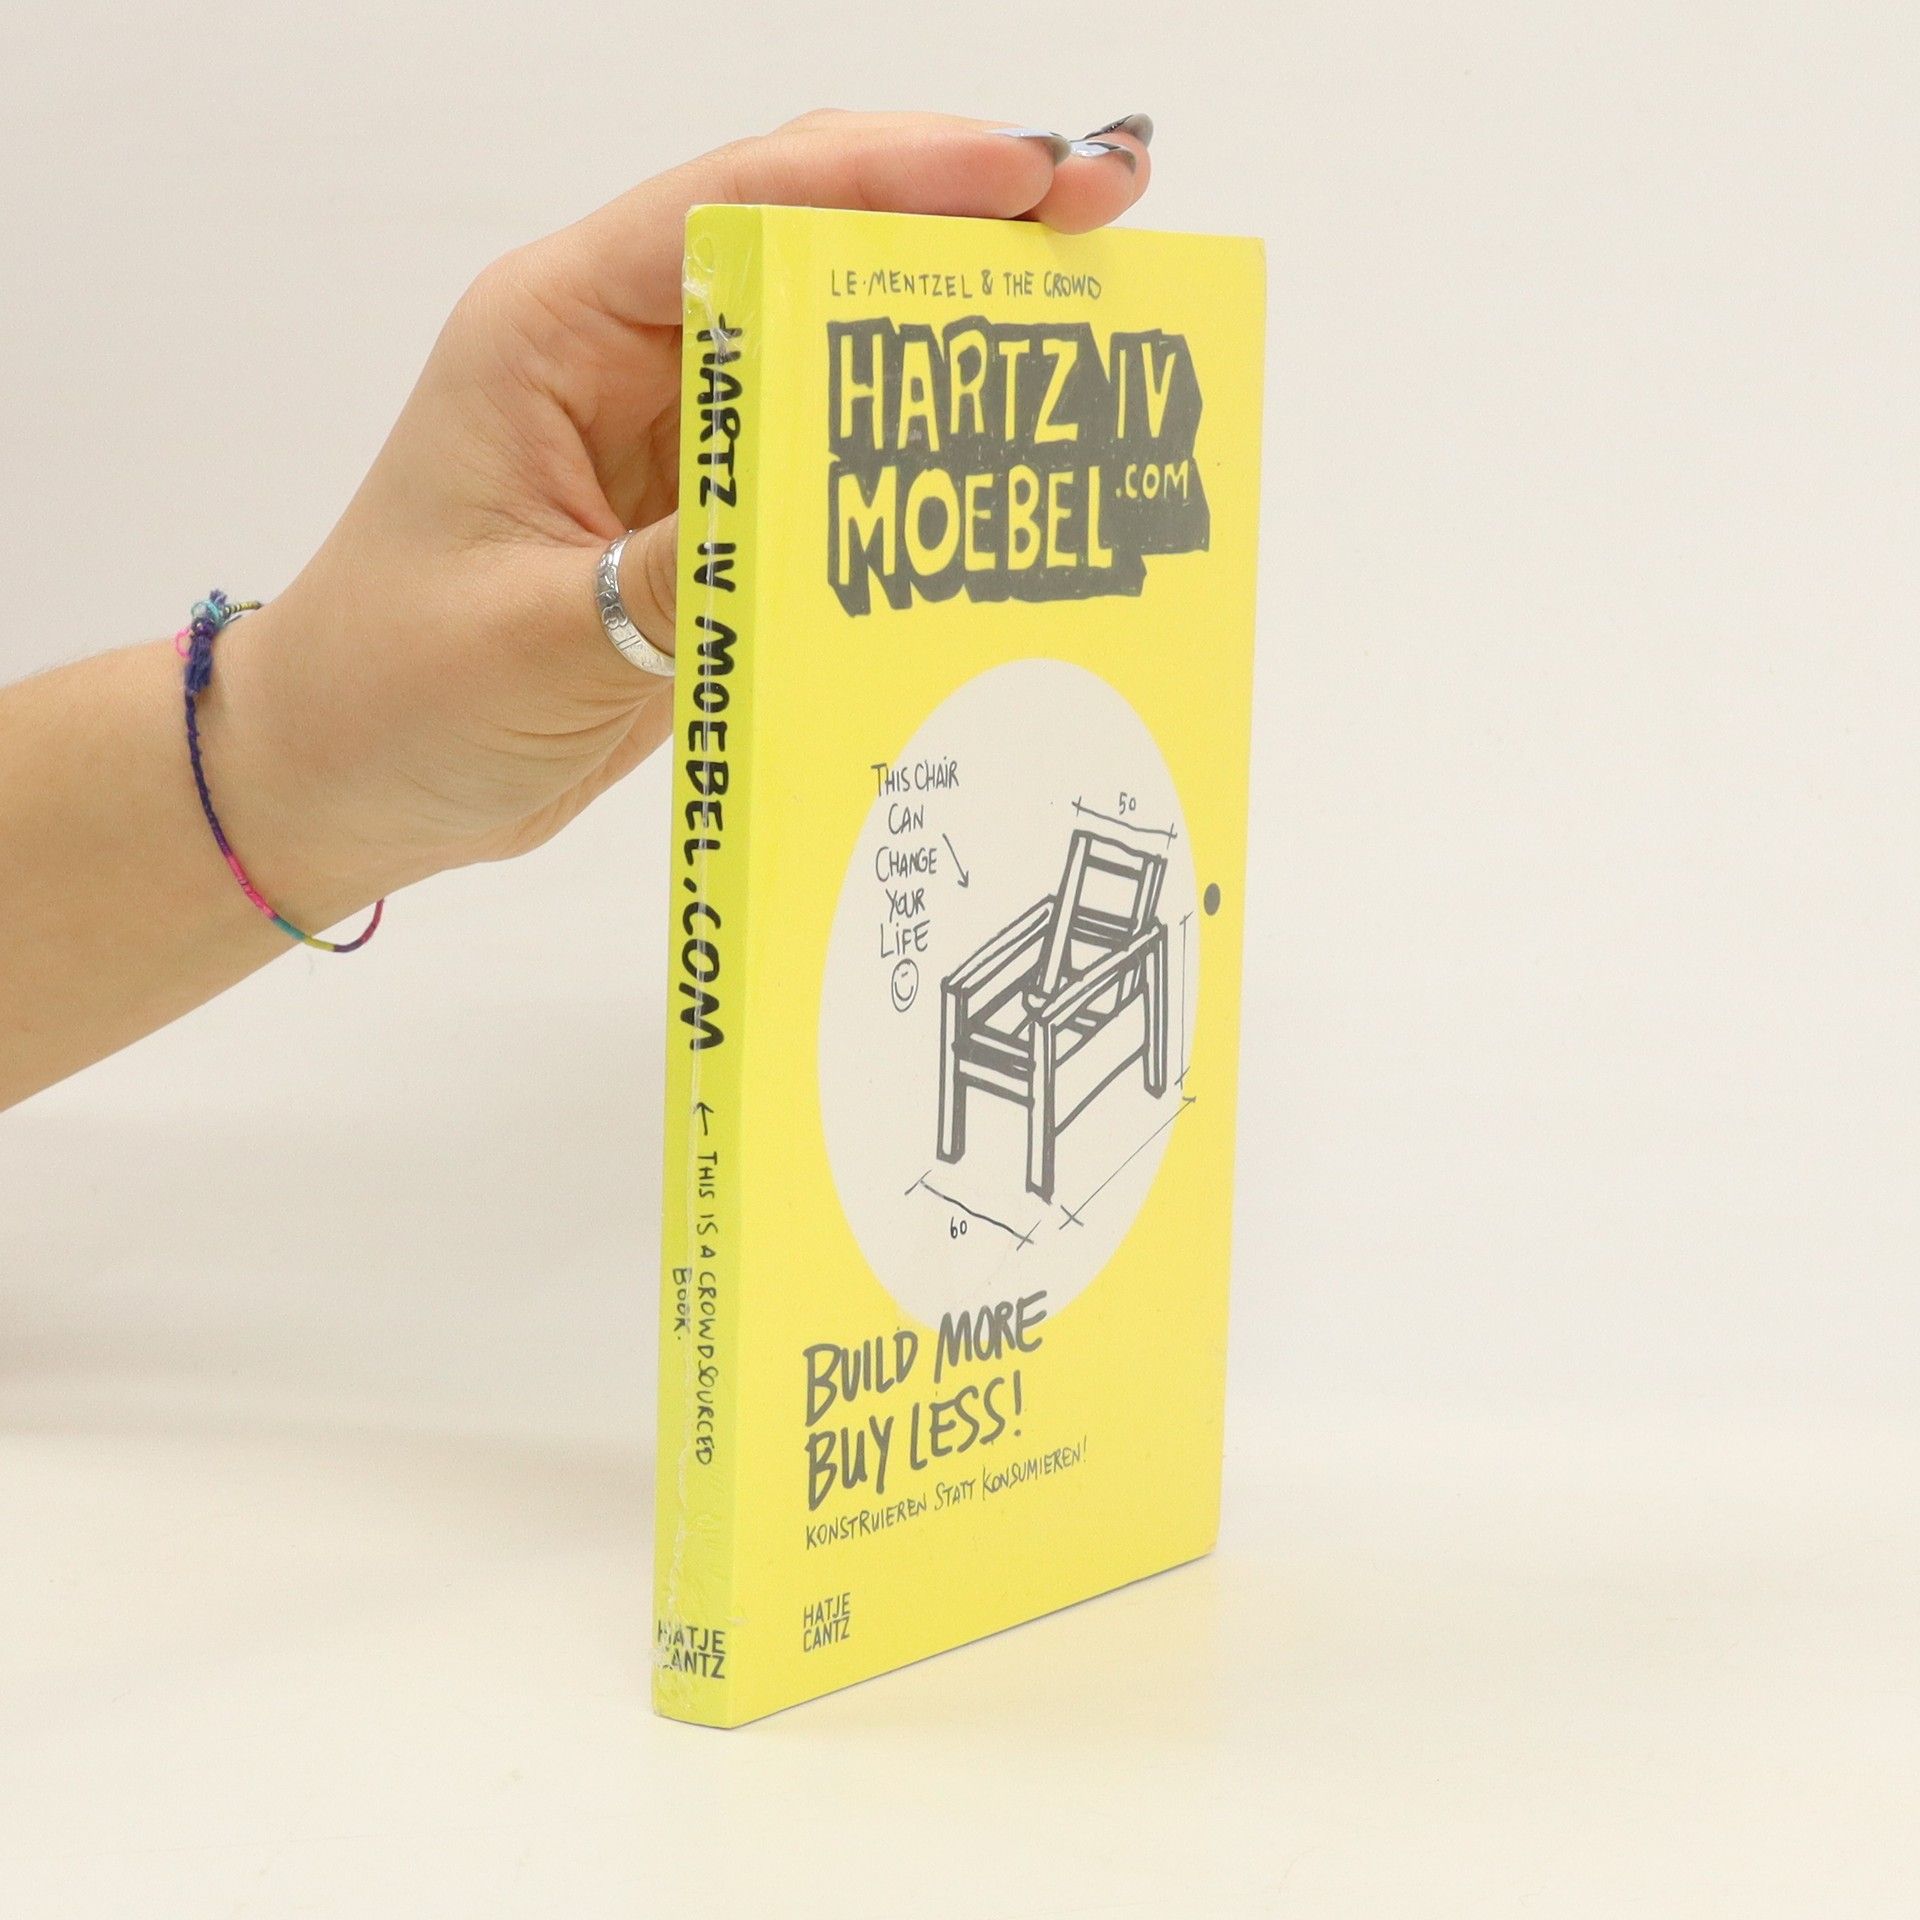 LE-MENTZEL & THE CROWD
HARTZ IV
MOEBEL.COM
THIS CHAIR
CAN
CHANGE
YOUR
LIFE
50
60
BUILD MORE
BUY LESS!
KONSTRUIEREN STATT KONSUMIEREN!
HATJE
CANTZ
HARTZ IV MOEBEL.COM
← THIS IS A CROWDSOURCED
BOOK.
HATJE
CANTZ